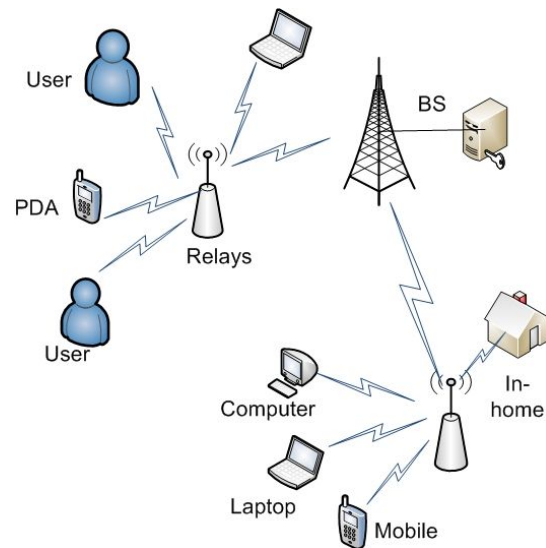 User
BS
PDA
Relays
User
In-
home
Computer
Laptop
Mobile